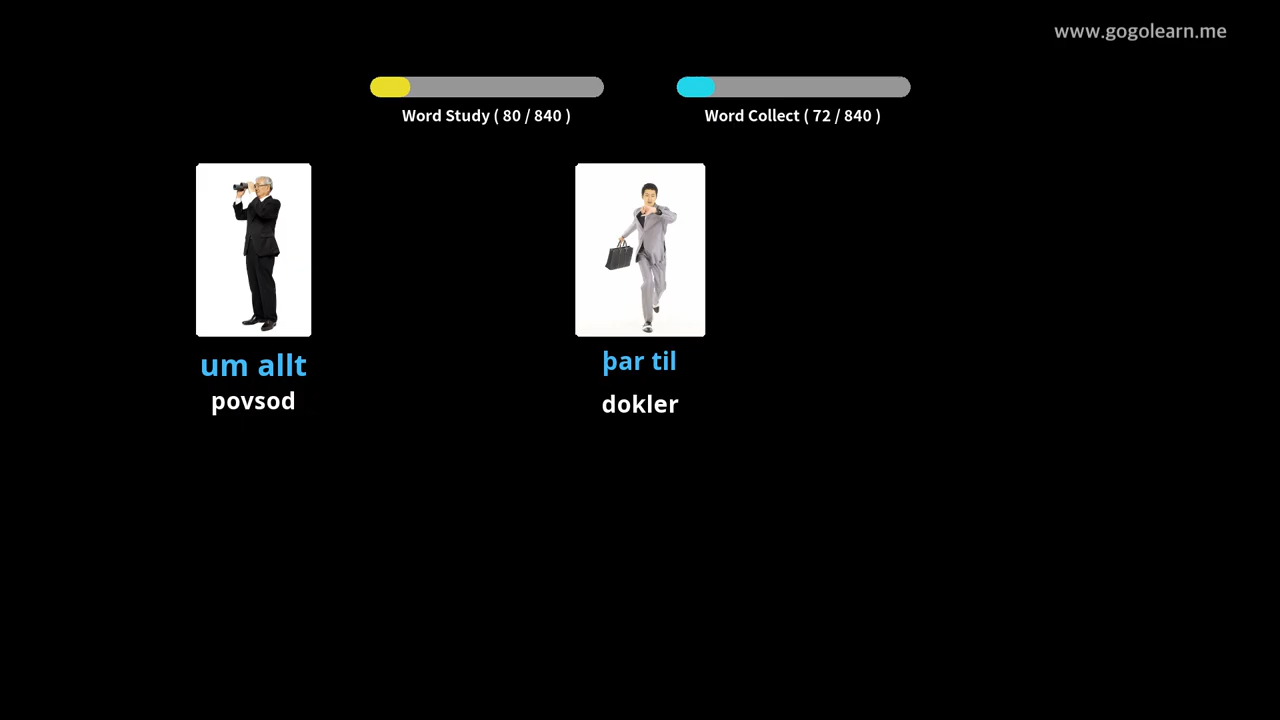 www.gogolearn.me
Word Study ( 80 / 840 )
Word Collect ( 72 / 840 )
um allt
povsod
þar til
dokler